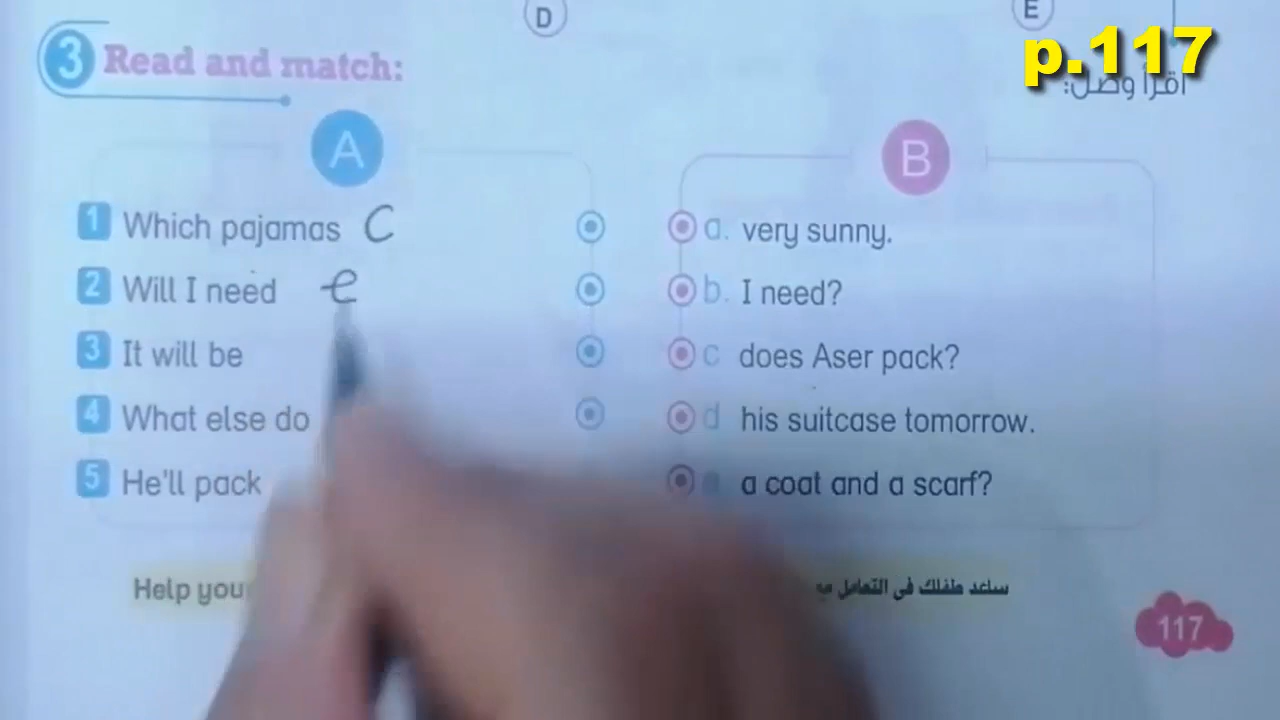 D
E
p.117
3 Read and match:
اقرأ وصل:
A
B
1 Which pajamas C
a. very sunny.
2 Will I need e
b. I need?
3 It will be
c does Aser pack?
4 What else do
d his suitcase tomorrow.
5 He'll pack
a coat and a scarf?
Help your
ساعد طفلك فى التعامل
117